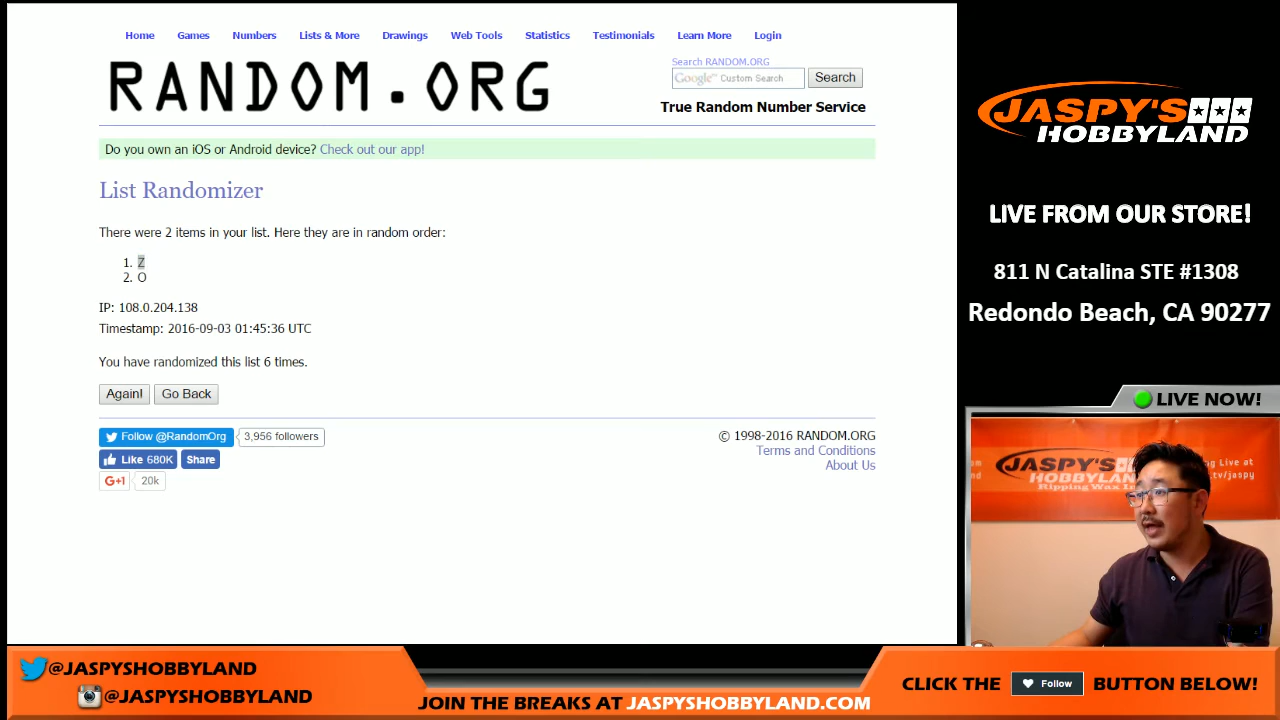 Home Games Numbers Lists & More Drawings Web Tools Statistics Testimonials Learn More Login
RANDOM.ORG
Search RANDOM.ORG
Google™ Custom Search
Search
True Random Number Service
Do you own an iOS or Android device? Check out our app!
List Randomizer
There were 2 items in your list. Here they are in random order:
1. Z
2. O
IP: 108.0.204.138
Timestamp: 2016-09-03 01:45:36 UTC
You have randomized this list 6 times.
Again! Go Back
Follow @RandomOrg 3,956 followers
Like 680K Share
G+1 20k
© 1998-2016 RANDOM.ORG
Terms and Conditions
About Us
JASPY'S
HOBBYLAND
LIVE FROM OUR STORE!
811 N Catalina STE #1308
Redondo Beach, CA 90277
LIVE NOW!
JASPY'S
HOBBYLAND
Ripping Wax
ng Live at
.tv/jaspy
@JASPYSHOBBYLAND
@JASPYSHOBBYLAND
JOIN THE BREAKS AT JASPYSHOBBYLAND.COM
CLICK THE Follow BUTTON BELOW!